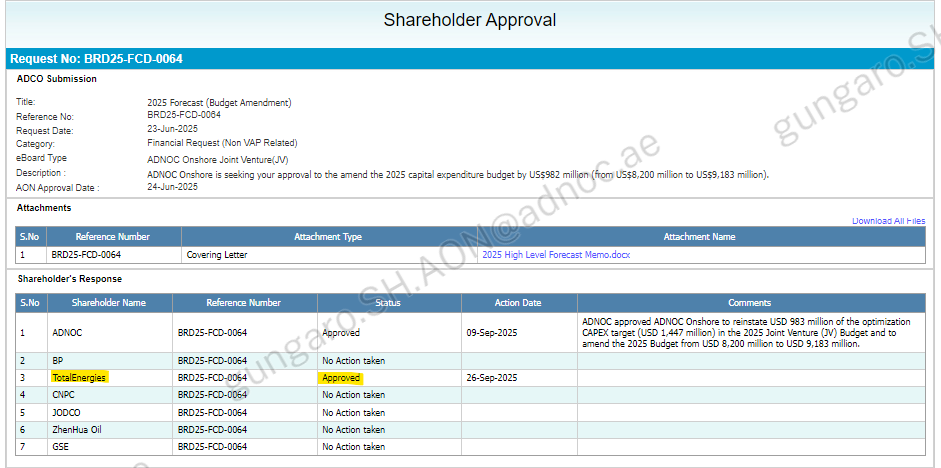 Shareholder Approval
Request No: BRD25-FCD-0064
ADCO Submission
Title: 2025 Forecast (Budget Amendment)
Reference No: BRD25-FCD-0064
Request Date: 23-Jun-2025
Category: Financial Request (Non VAP Related)
eBoard Type ADNOC Onshore Joint Venture(JV)
Description : ADNOC Onshore is seeking your approval to the amend the 2025 capital expenditure budget by US$982 million (from US$8,200 million to US$9,183 million).
AON Approval Date : 24-Jun-2025
Attachments
Download All Files
S.No Reference Number Attachment Type Attachment Name
1 BRD25-FCD-0064 Covering Letter 2025 High Level Forecast Memo.docx
Shareholder's Response
S.No Shareholder Name Reference Number Status Action Date Comments
1 ADNOC BRD25-FCD-0064 Approved 09-Sep-2025 ADNOC approved ADNOC Onshore to reinstate USD 983 million of the optimization
CAPEX target (USD 1,447 million) in the 2025 Joint Venture (JV) Budget and to
amend the 2025 Budget from USD 8,200 million to USD 9,183 million.
2 BP BRD25-FCD-0064 No Action taken
3 TotalEnergies BRD25-FCD-0064 Approved 26-Sep-2025
4 CNPC BRD25-FCD-0064 No Action taken
5 JODCO BRD25-FCD-0064 No Action taken
6 ZhenHua Oil BRD25-FCD-0064 No Action taken
7 GSE BRD25-FCD-0064 No Action taken
gungaro.SH.AON@adnoc.ae
gungaro.SH.